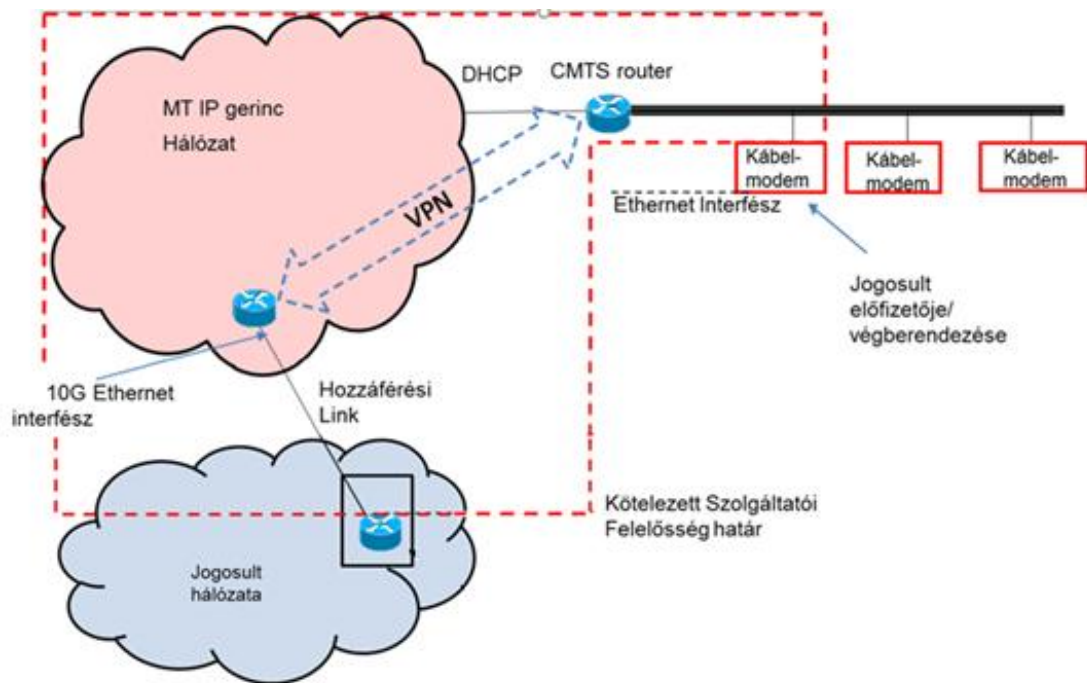 DHCP
CMTS router
MT IP gerinc
Hálózat
VPN
Kábel-
modem
Kábel-
modem
Kábel-
modem
Ethernet Interfész
Jogosult
előfizetője/
végberendezése
10G Ethernet
interfész
Hozzáférési
Link
Kötelezett Szolgáltatói
Felelősség határ
Jogosult
hálózata